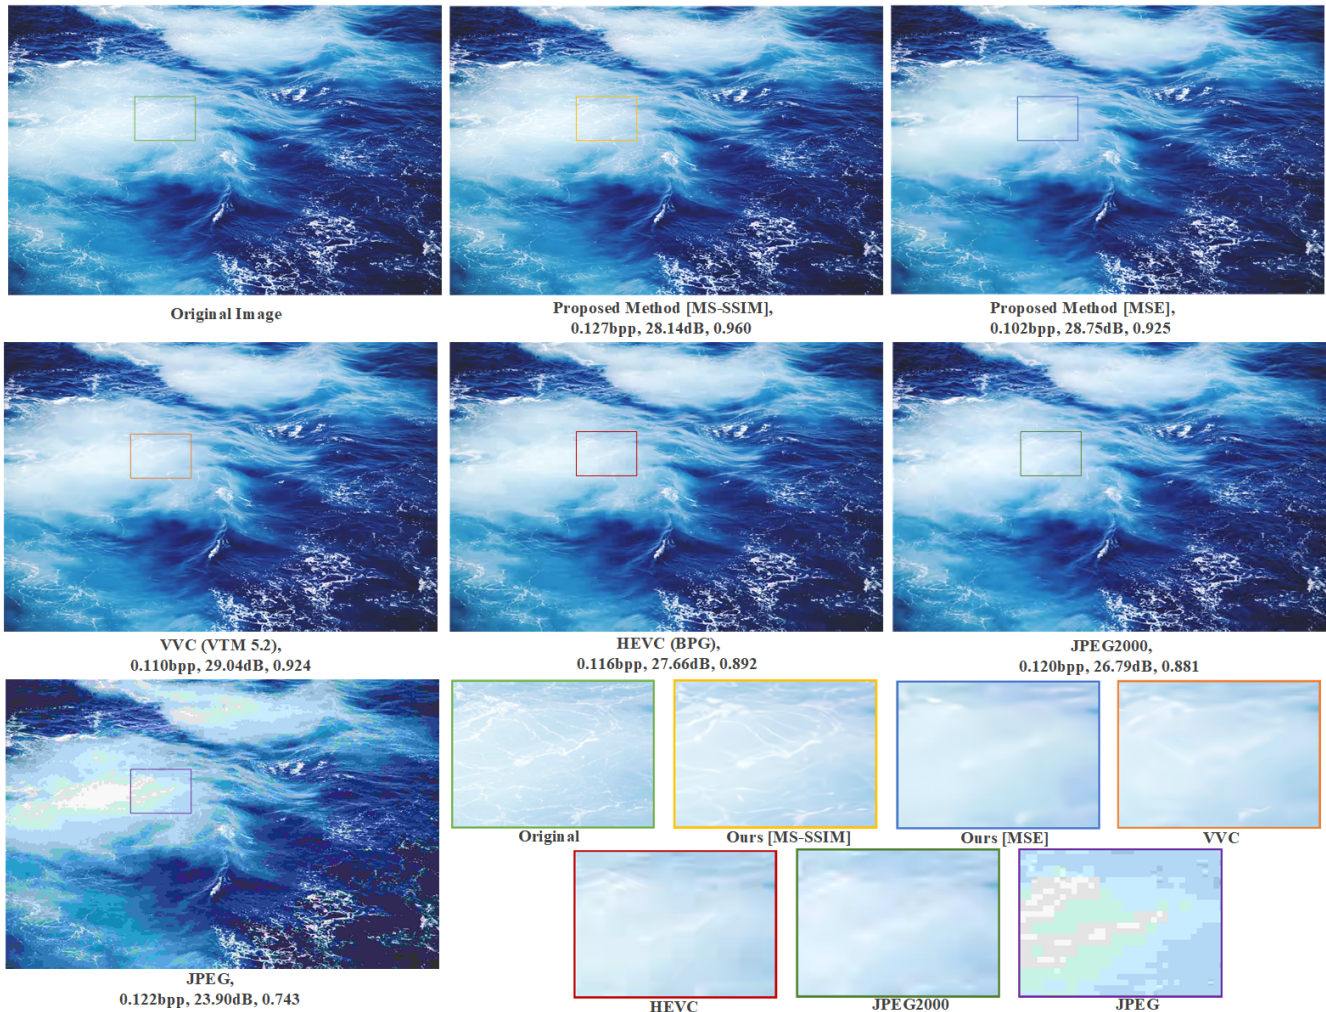 Original Image
Proposed Method [MS-SSIM],
0.127bpp, 28.14dB, 0.960
Proposed Method [MSE],
0.102bpp, 28.75dB, 0.925
VVC (VTM 5.2),
0.110bpp, 29.04dB, 0.924
HEVC (BPG),
0.116bpp, 27.66dB, 0.892
JPEG2000,
0.120bpp, 26.79dB, 0.881
JPEG,
0.122bpp, 23.90dB, 0.743
Original
Ours [MS-SSIM]
Ours [MSE]
VVC
HEVC
JPEG2000
JPEG